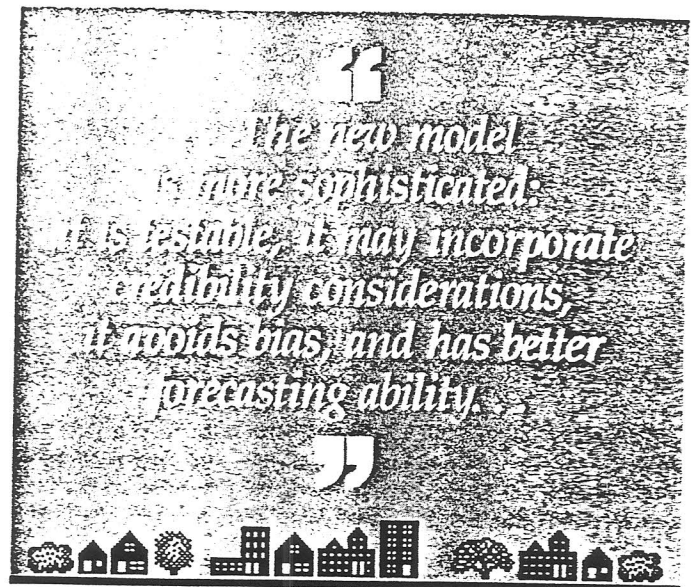 “
The new model
is more sophisticated:
it is testable, it may incorporate
credibility considerations,
it avoids bias, and has better
forecasting ability. . .
”